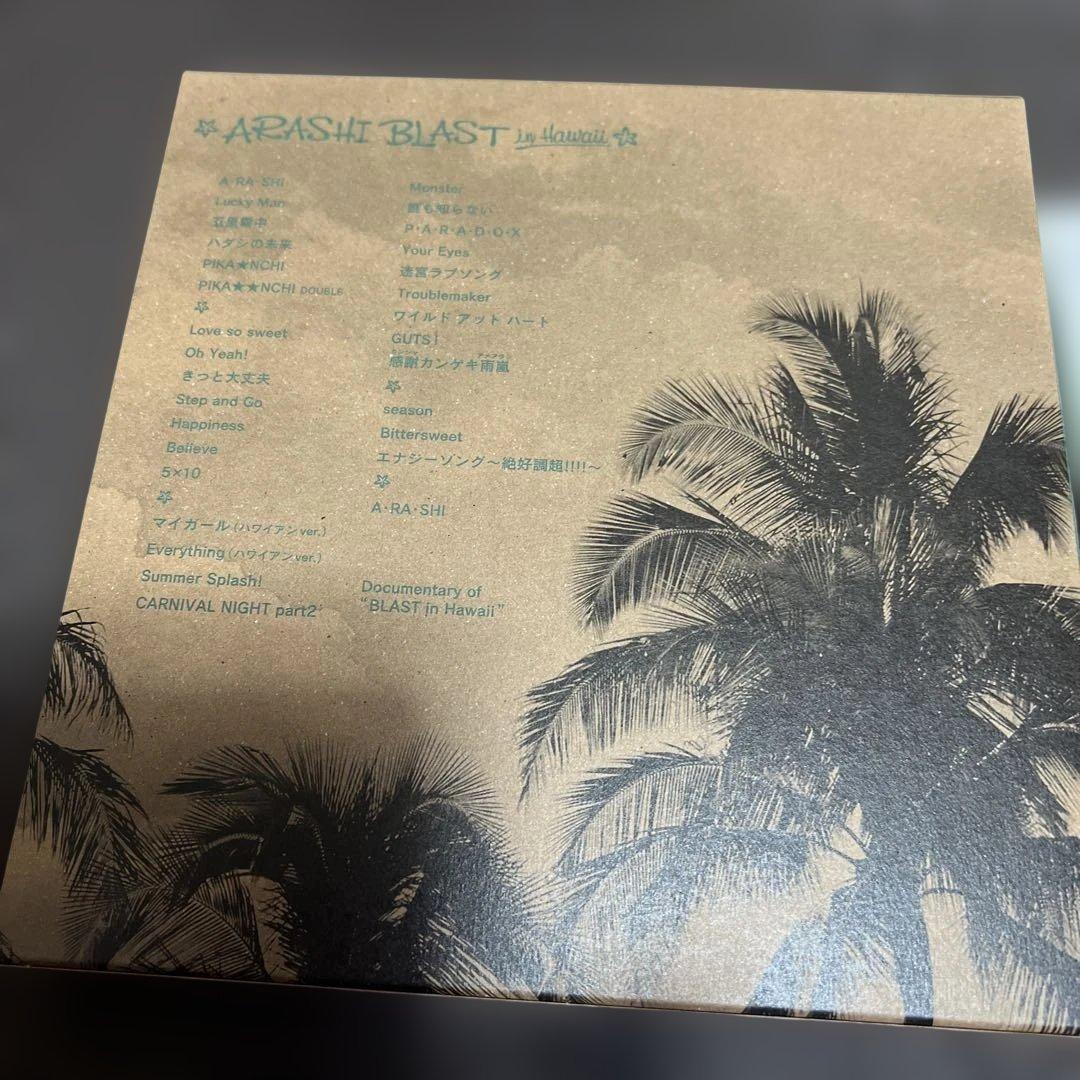 ARASHI BLAST in Hawaii
A・RA・SHI
Lucky Man
五里霧中
ハダシの未来
PIKA★NCHI
PIKA★★NCHI DOUBLE
Love so sweet
Oh Yeah!
きっと大丈夫
Step and Go
Happiness
Believe
5×10
マイガール(ハワイアンver.)
Everything(ハワイアンver.)
Summer Splash!
CARNIVAL NIGHT part2
Monster
誰も知らない
P・A・R・A・D・O・X
Your Eyes
迷宮ラブソング
Troublemaker
ワイルド アット ハート
GUTS!
感謝カンゲキ雨嵐
season
Bittersweet
エナジーソング〜絶好調超!!!!〜
A・RA・SHI
Documentary of
"BLAST in Hawaii"